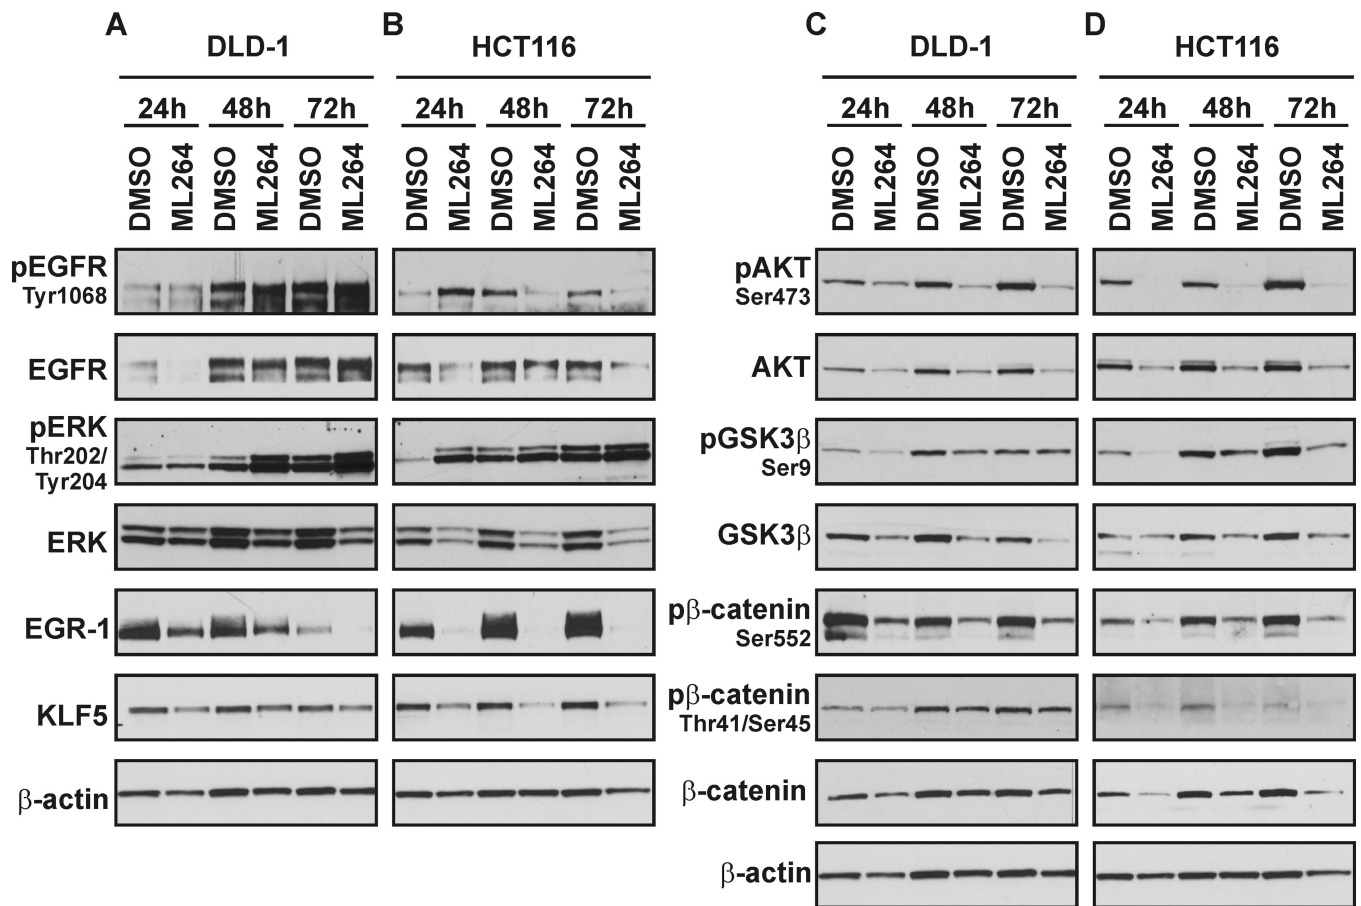 A
B
C
D
DLD-1
HCT116
DLD-1
HCT116
24h 48h 72h
24h 48h 72h
24h 48h 72h
24h 48h 72h
DMSO ML264 DMSO ML264 DMSO ML264
DMSO ML264 DMSO ML264 DMSO ML264
DMSO ML264 DMSO ML264 DMSO ML264
DMSO ML264 DMSO ML264 DMSO ML264
pEGFR
Tyr1068
EGFR
pERK
Thr202/
Tyr204
ERK
EGR-1
KLF5
β-actin
pAKT
Ser473
AKT
pGSK3β
Ser9
GSK3β
pβ-catenin
Ser552
pβ-catenin
Thr41/Ser45
β-catenin
β-actin